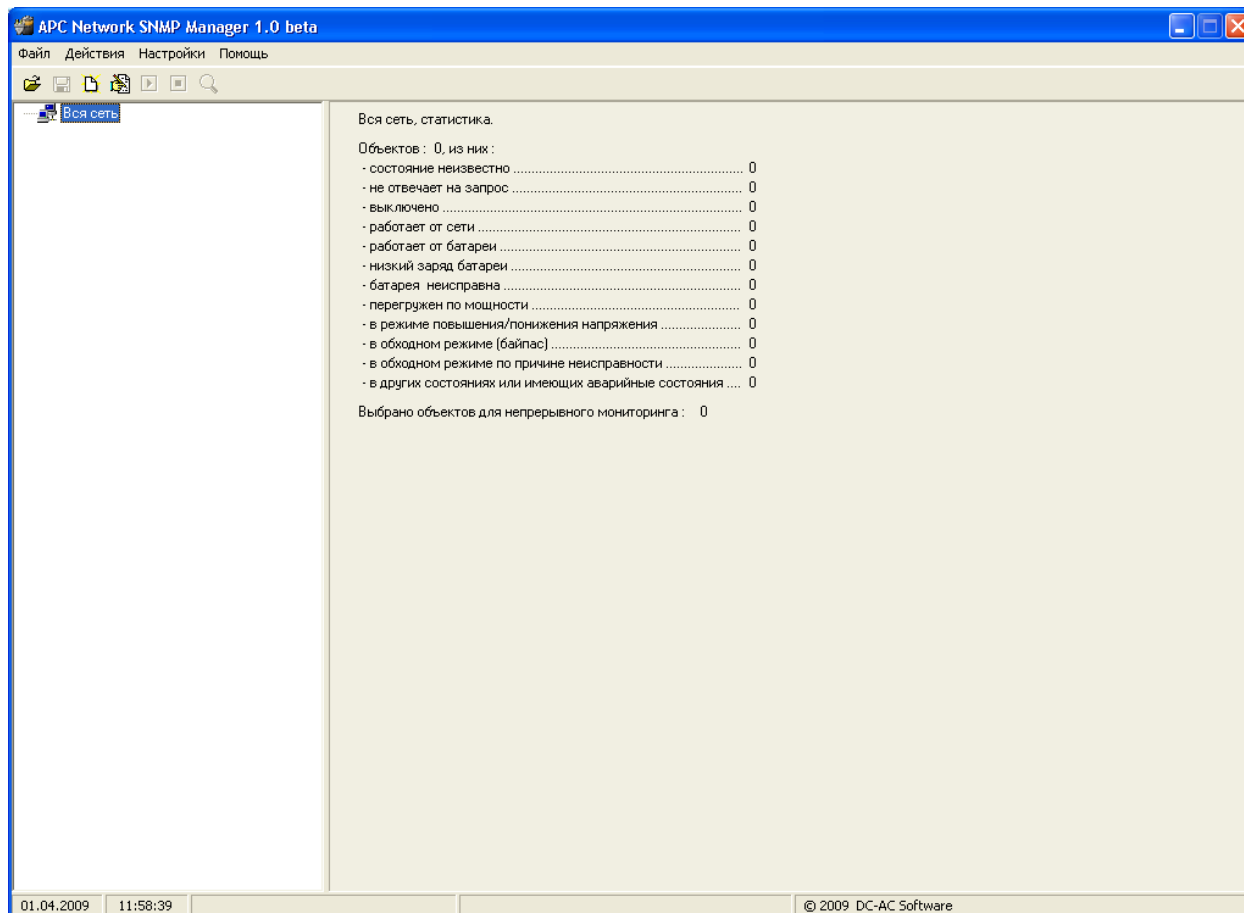 APC Network SNMP Manager 1.0 beta
Файл Действия Настройки Помощь
Вся сеть
Вся сеть, статистика.
Объектов : 0, из них :
- состояние неизвестно .............................................................. 0
- не отвечает на запрос .............................................................. 0
- выключено ................................................................................. 0
- работает от сети ....................................................................... 0
- работает от батареи ................................................................. 0
- низкий заряд батареи .............................................................. 0
- батарея неисправна ................................................................ 0
- перегружен по мощности ........................................................ 0
- в режиме повышения/понижения напряжения ...................... 0
- в обходном режиме (байпас) ................................................... 0
- в обходном режиме по причине неисправности ..................... 0
- в других состояниях или имеющих аварийные состояния .... 0
Выбрано объектов для непрерывного мониторинга : 0
01.04.2009 11:58:39 © 2009 DC-AC Software